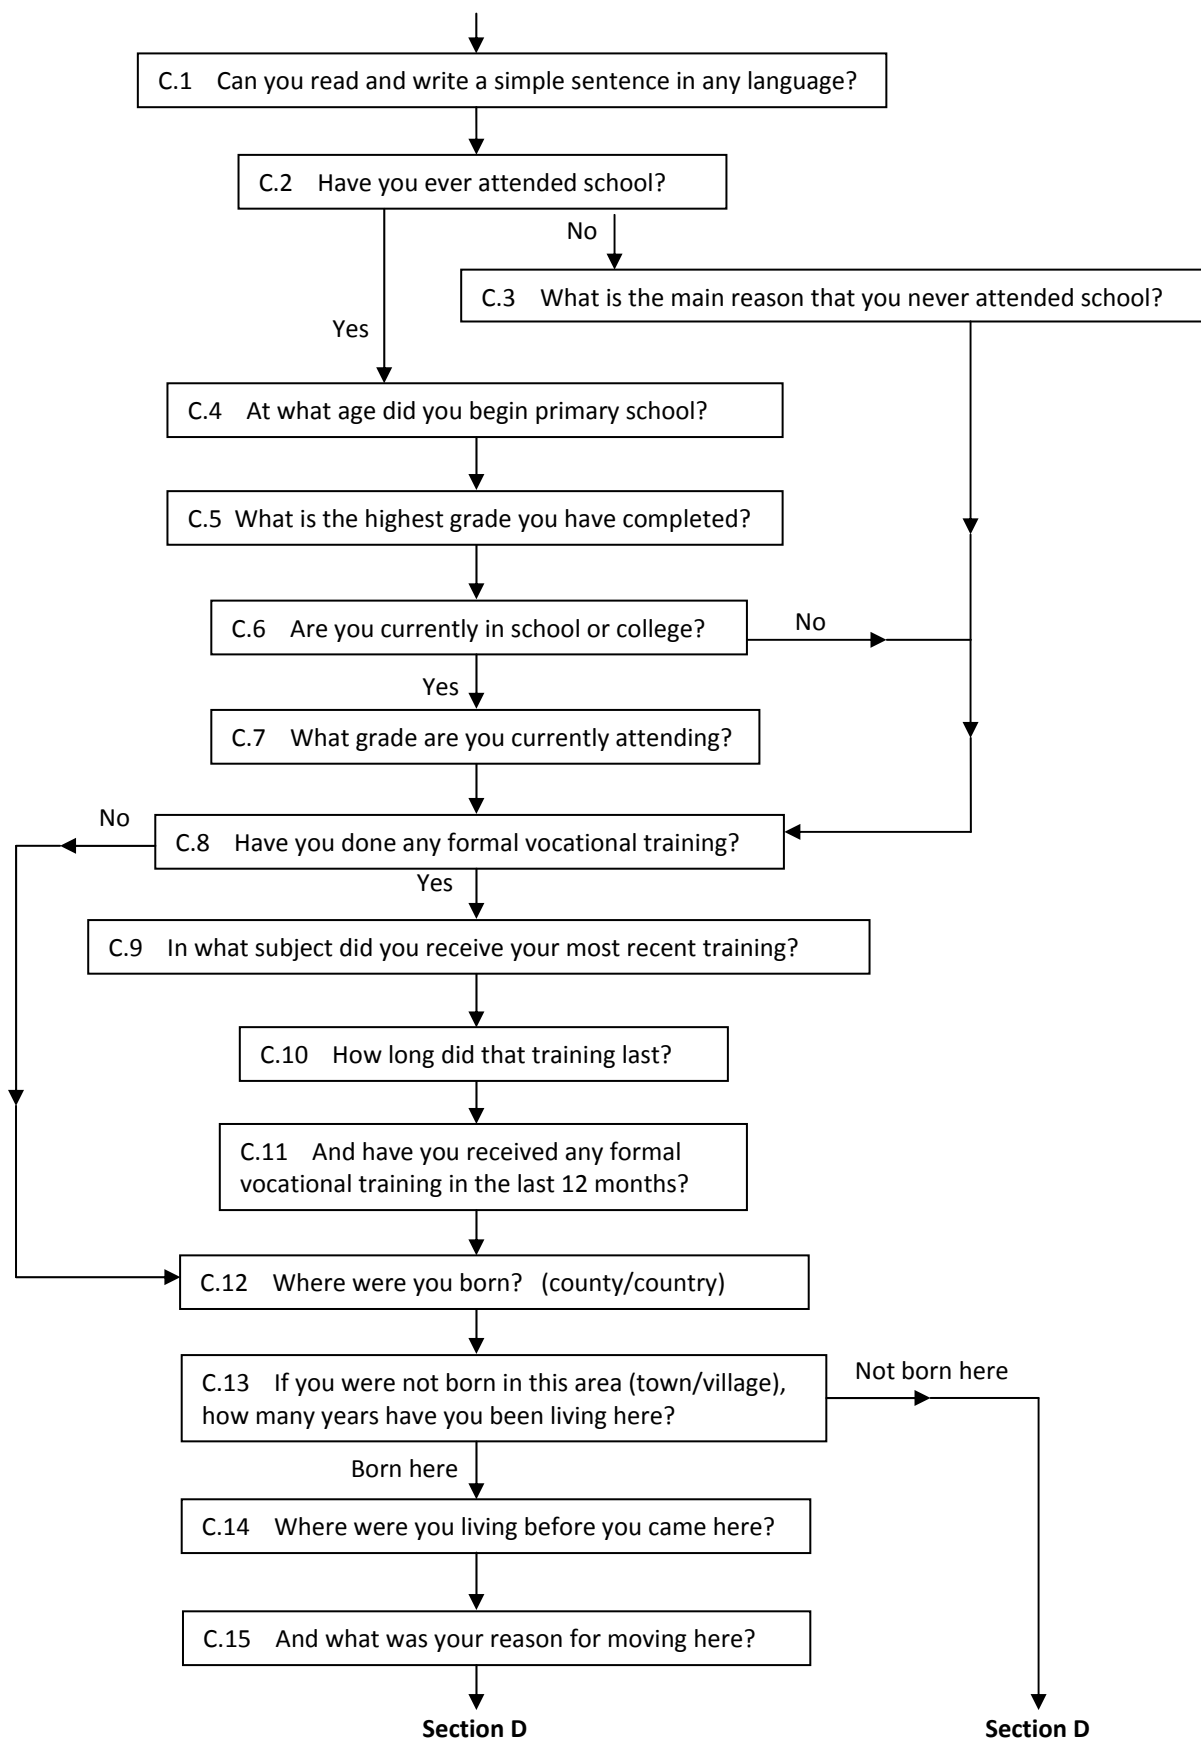 C.1 Can you read and write a simple sentence in any language?
C.2 Have you ever attended school?
No
C.3 What is the main reason that you never attended school?
Yes
C.4 At what age did you begin primary school?
C.5 What is the highest grade you have completed?
C.6 Are you currently in school or college?
No
Yes
C.7 What grade are you currently attending?
No
C.8 Have you done any formal vocational training?
Yes
C.9 In what subject did you receive your most recent training?
C.10 How long did that training last?
C.11 And have you received any formal
vocational training in the last 12 months?
C.12 Where were you born? (county/country)
C.13 If you were not born in this area (town/village),
how many years have you been living here?
Not born here
Born here
C.14 Where were you living before you came here?
C.15 And what was your reason for moving here?
Section D
Section D